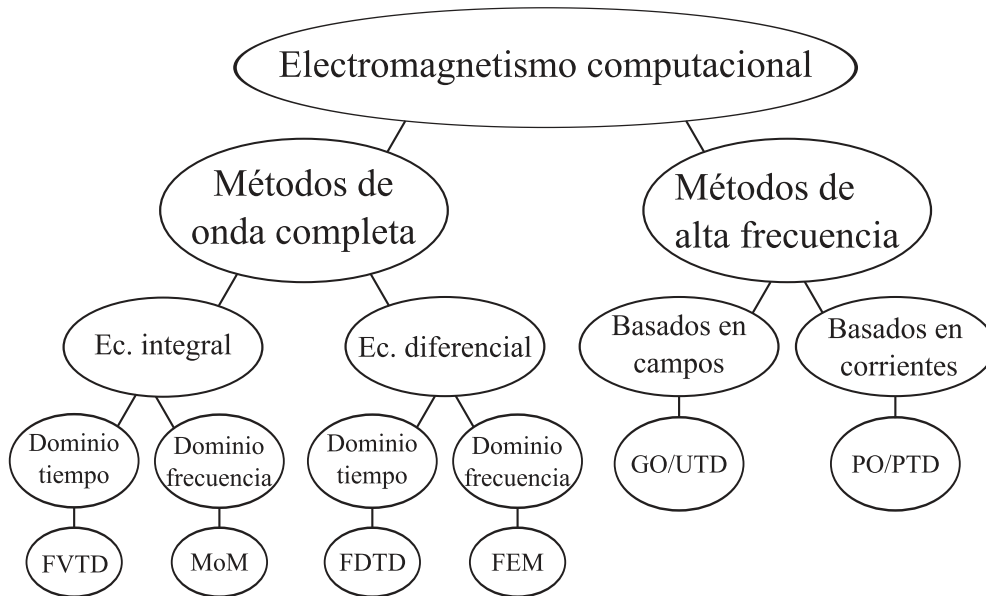 Electromagnetismo computacional
Métodos de
onda completa
Métodos de
alta frecuencia
Ec. integral
Ec. diferencial
Basados en
campos
Basados en
corrientes
Dominio
tiempo
Dominio
frecuencia
Dominio
tiempo
Dominio
frecuencia
GO/UTD
PO/PTD
FVTD
MoM
FDTD
FEM